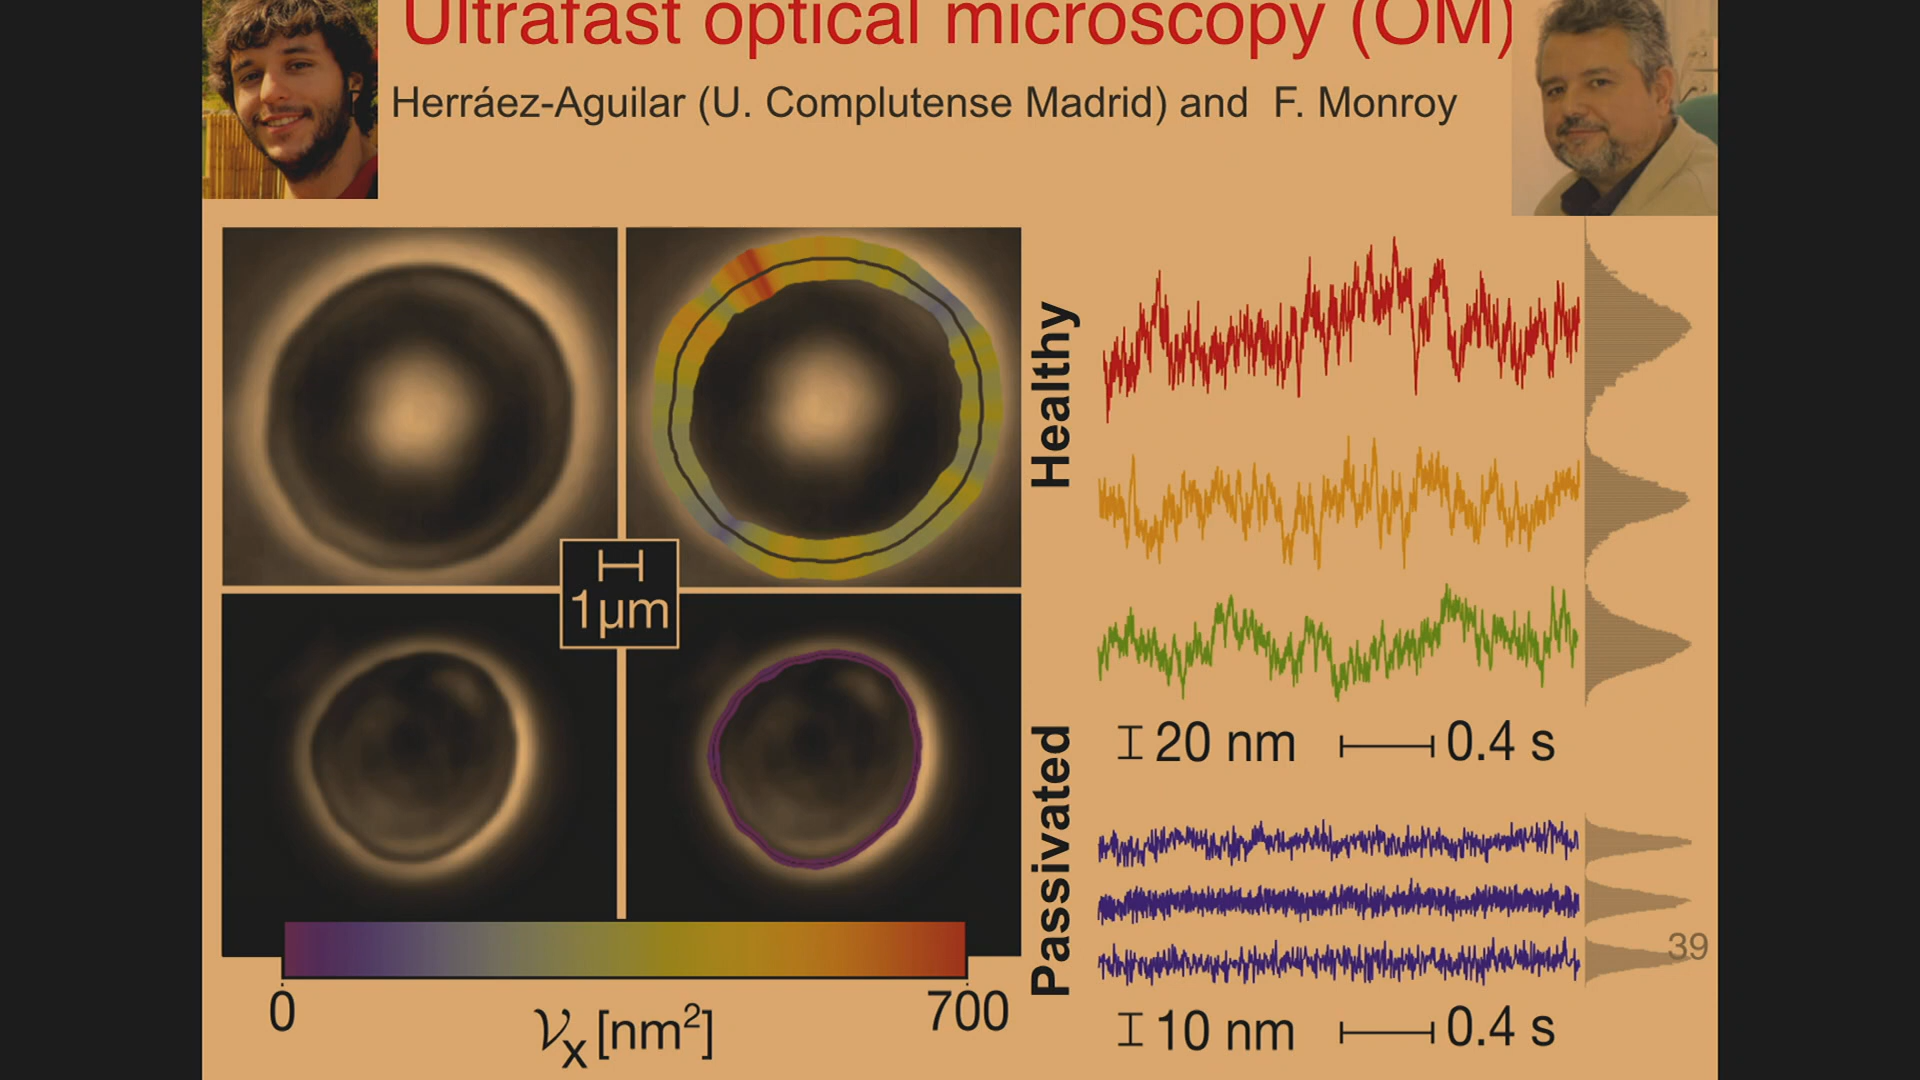 Ultrafast optical microscopy (OM)
Herráez-Aguilar (U. Complutense Madrid) and F. Monroy
Healthy
1μm
20 nm
0.4 s
Passivated
39
0
700
𝒱x [nm²]
10 nm
0.4 s